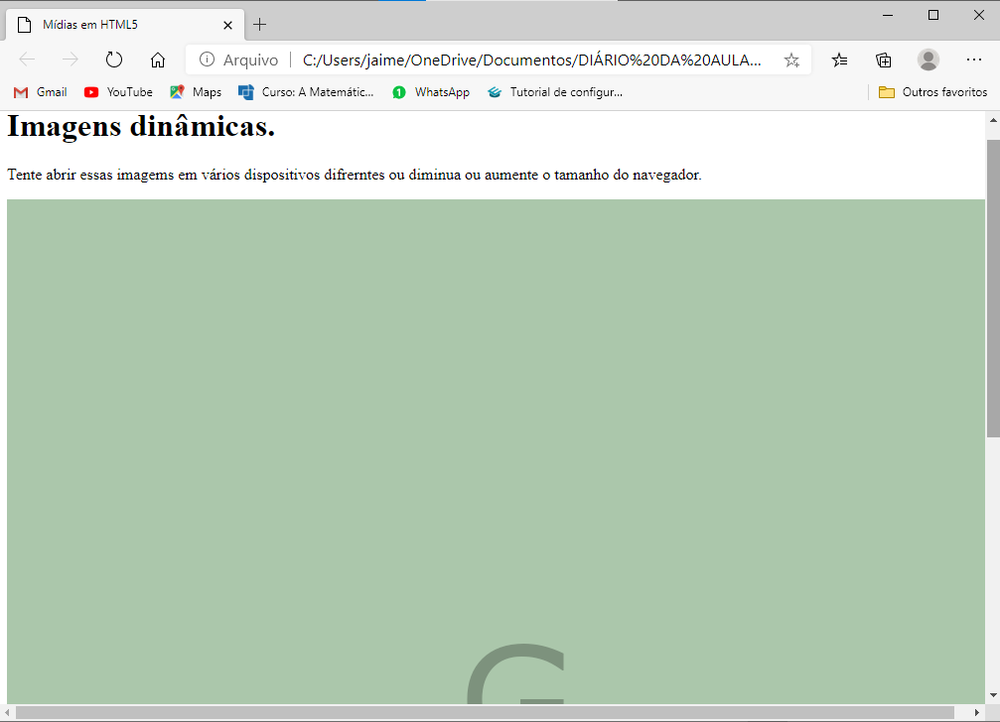 Mídias em HTML5
Arquivo C:/Users/jaime/OneDrive/Documentos/DIÁRIO%20DA%20AULA...
Gmail YouTube Maps Curso: A Matemátic... 1 WhatsApp Tutorial de configur... Outros favoritos
Imagens dinâmicas.
Tente abrir essas imagems em vários dispositivos difrerntes ou diminua ou aumente o tamanho do navegador.
G